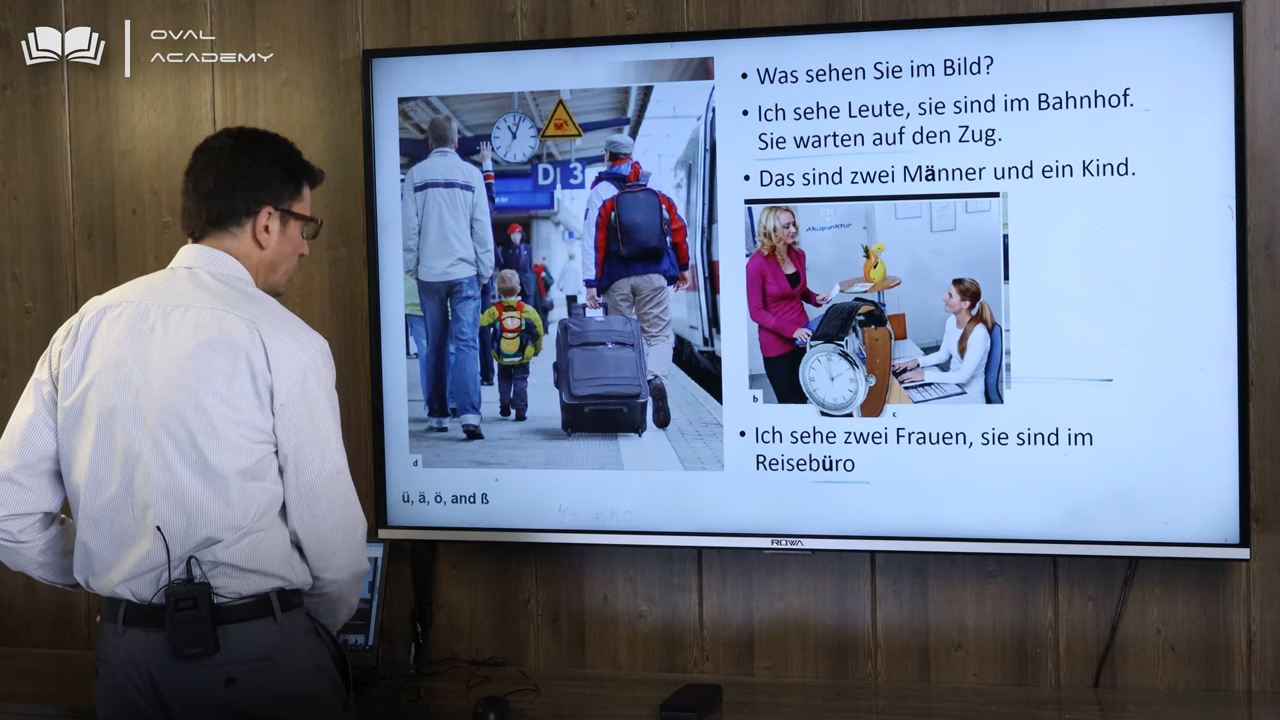 OVAL
ACADEMY
• Was sehen Sie im Bild?
• Ich sehe Leute, sie sind im Bahnhof.
Sie warten auf den Zug.
• Das sind zwei Männer und ein Kind.
D 3
Akupunktur
b
c
• Ich sehe zwei Frauen, sie sind im
Reisebüro
d
ü, ä, ö, and ß
ROWA